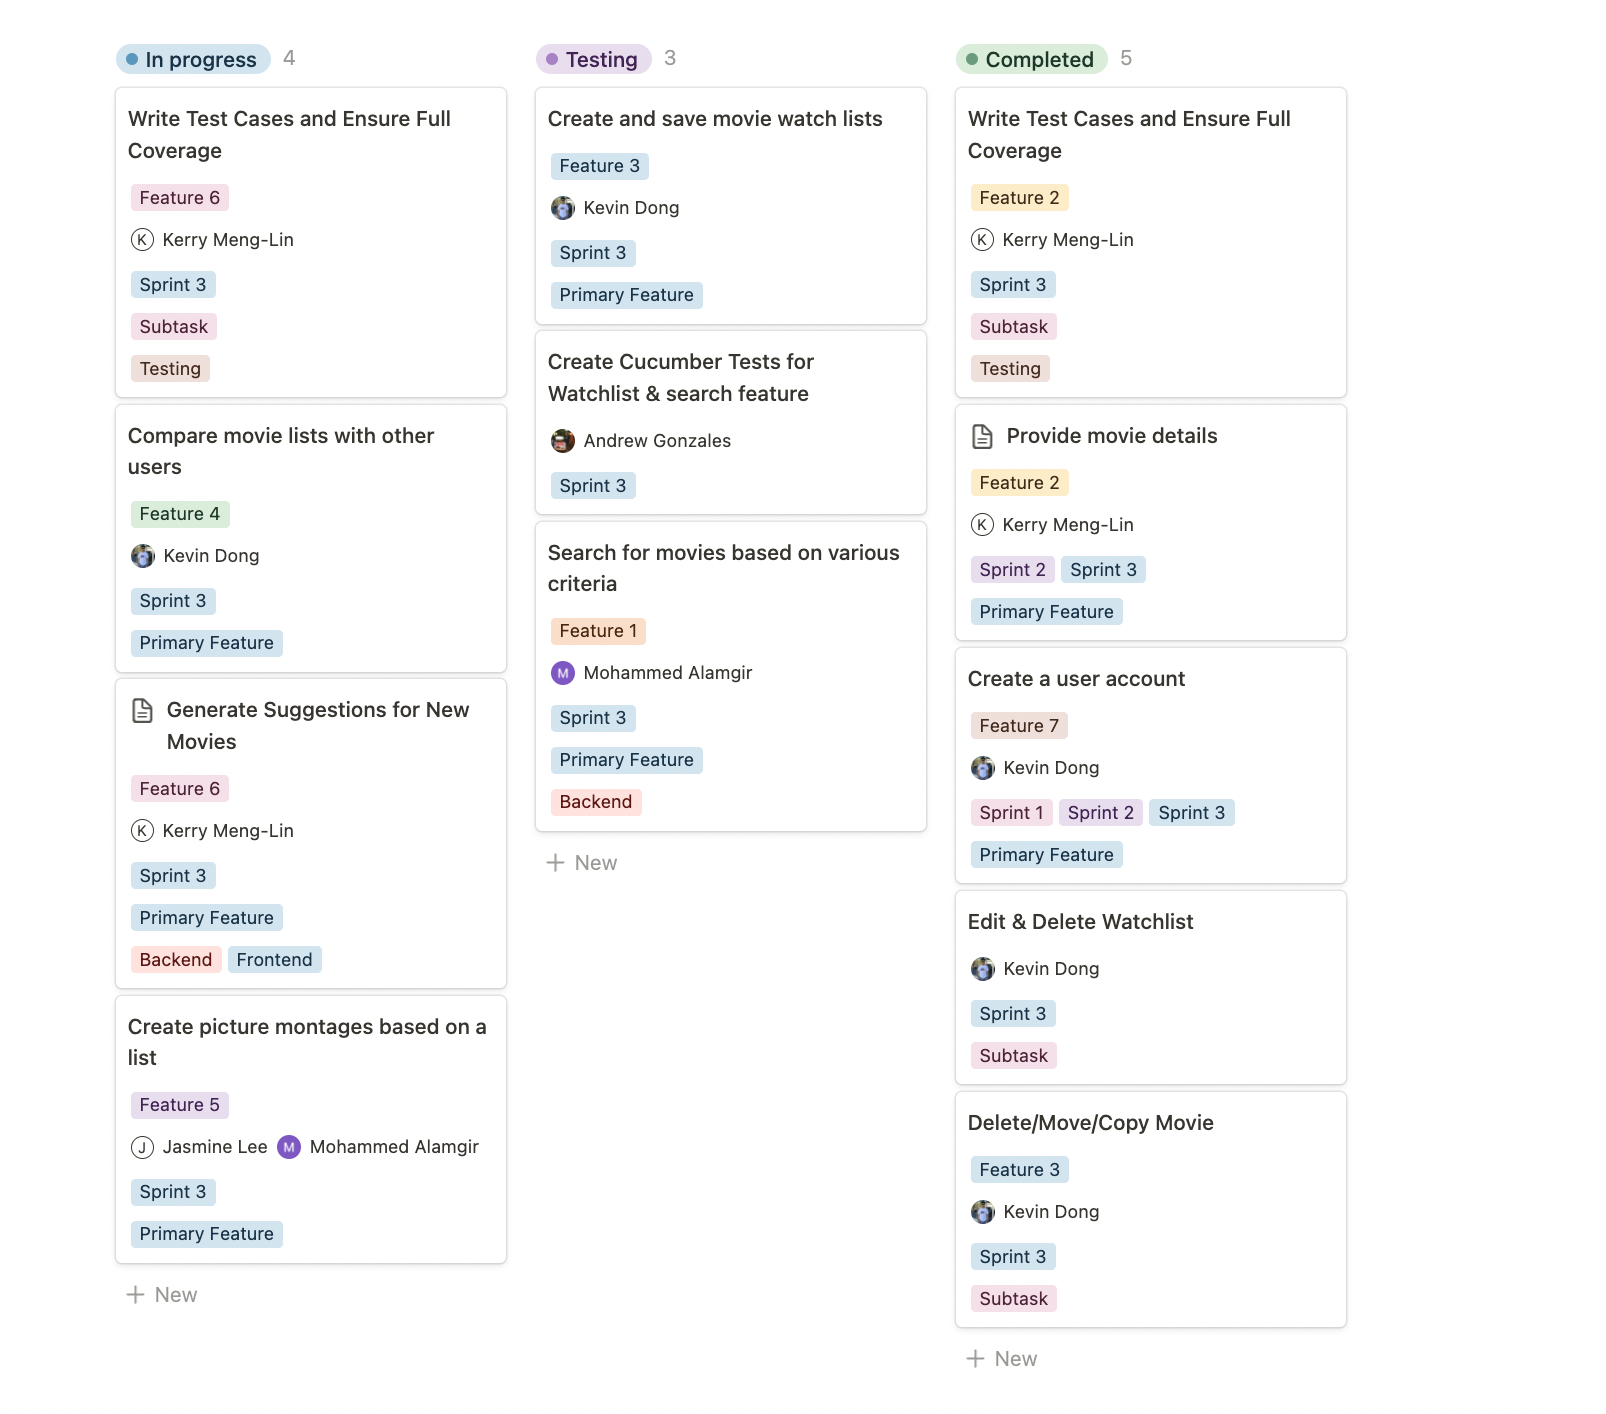 In progress 4
Write Test Cases and Ensure Full
Coverage
Feature 6
K Kerry Meng-Lin
Sprint 3
Subtask
Testing
Compare movie lists with other
users
Feature 4
Kevin Dong
Sprint 3
Primary Feature
Generate Suggestions for New
Movies
Feature 6
K Kerry Meng-Lin
Sprint 3
Primary Feature
Backend Frontend
Create picture montages based on a
list
Feature 5
J Jasmine Lee M Mohammed Alamgir
Sprint 3
Primary Feature
+ New
Testing 3
Create and save movie watch lists
Feature 3
Kevin Dong
Sprint 3
Primary Feature
Create Cucumber Tests for
Watchlist & search feature
Andrew Gonzales
Sprint 3
Search for movies based on various
criteria
Feature 1
M Mohammed Alamgir
Sprint 3
Primary Feature
Backend
+ New
Completed 5
Write Test Cases and Ensure Full
Coverage
Feature 2
K Kerry Meng-Lin
Sprint 3
Subtask
Testing
Provide movie details
Feature 2
K Kerry Meng-Lin
Sprint 2 Sprint 3
Primary Feature
Create a user account
Feature 7
Kevin Dong
Sprint 1 Sprint 2 Sprint 3
Primary Feature
Edit & Delete Watchlist
Kevin Dong
Sprint 3
Subtask
Delete/Move/Copy Movie
Feature 3
Kevin Dong
Sprint 3
Subtask
+ New